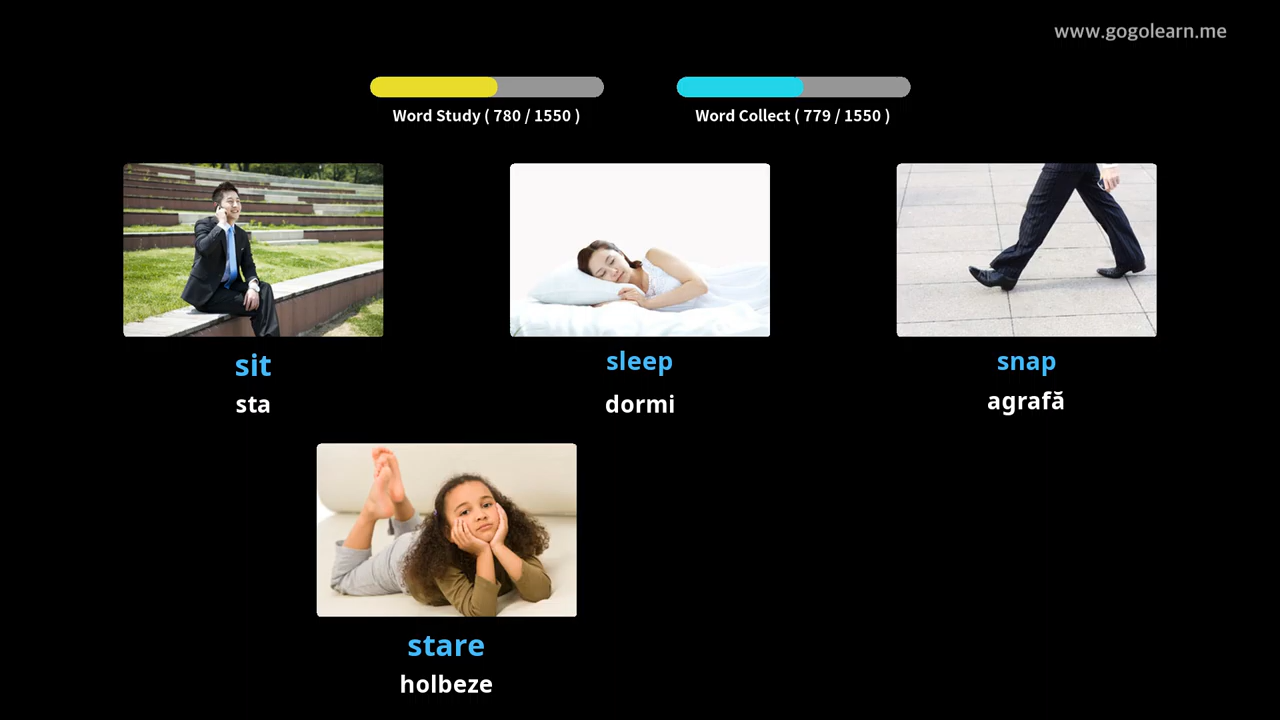 www.gogolearn.me
Word Study ( 780 / 1550 )
Word Collect ( 779 / 1550 )
sit
sta
sleep
dormi
snap
agrafă
stare
holbeze